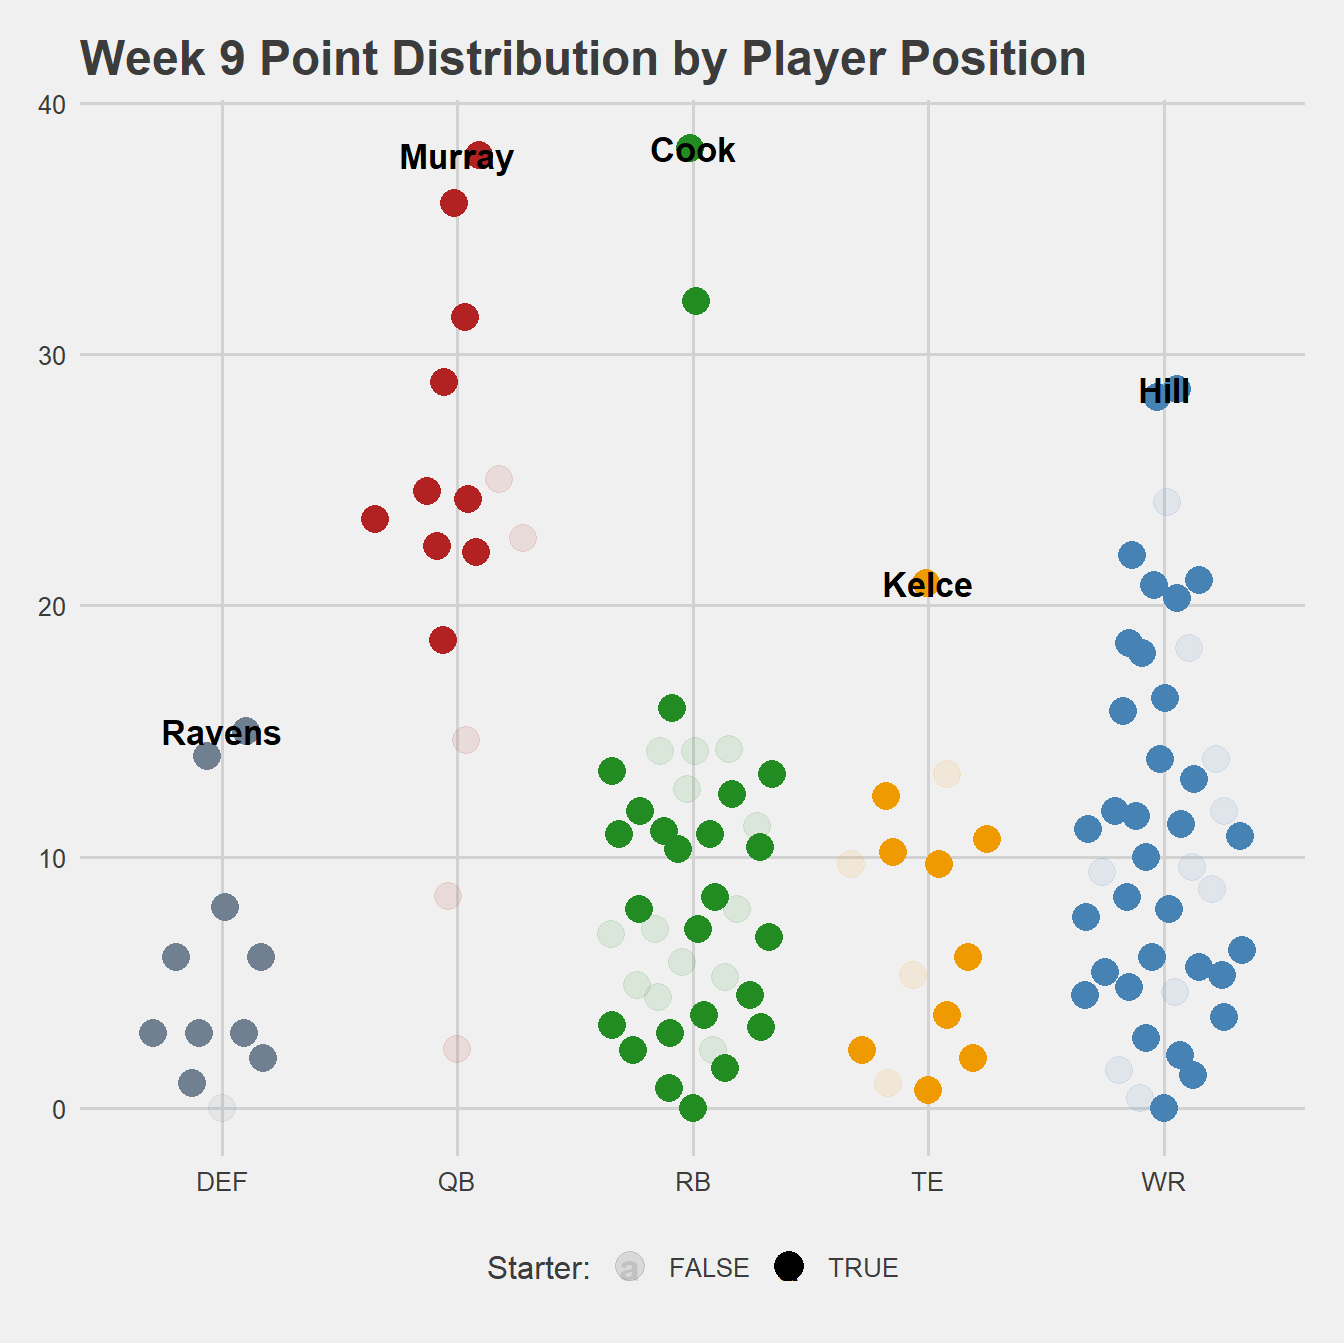 Week 9 Point Distribution by Player Position
40
30
20
10
0
Murray
Cook
Hill
Kelce
Ravens
DEF QB RB TE WR
Starter: a FALSE TRUE